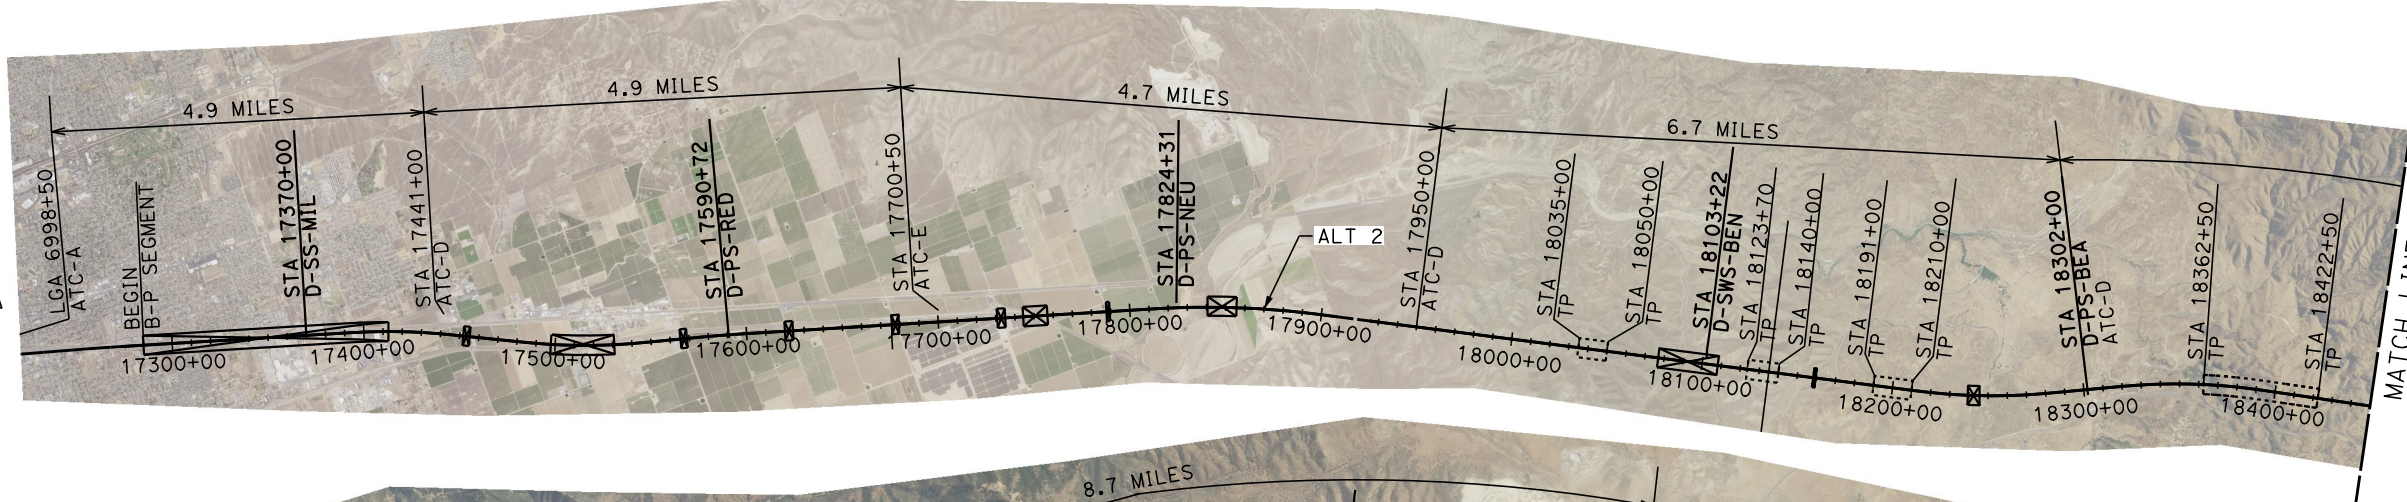 4.9 MILES
4.9 MILES
4.7 MILES
6.7 MILES
LGA 6998+50
ATC-A
BEGIN
B-P SEGMENT
STA 17370+00
D-SS-MIL
STA 17441+00
ATC-D
STA 17590+72
D-PS-RED
STA 17700+50
ATC-E
STA 17824+31
D-PS-NEU
ALT 2
STA 17950+00
ATC-D
STA 18035+00
TP
STA 18050+00
TP
STA 18103+22
D-SWS-BEN
STA 18123+70
TP
STA 18140+00
TP
STA 18191+00
TP
STA 18210+00
TP
STA 18302+00
D-PS-BEA
ATC-D
STA 18362+50
TP
STA 18422+50
TP
17300+00
17400+00
17500+00
17600+00
17700+00
17800+00
17900+00
18000+00
18100+00
18200+00
18300+00
18400+00
MATCH LINE
8.7 MILES